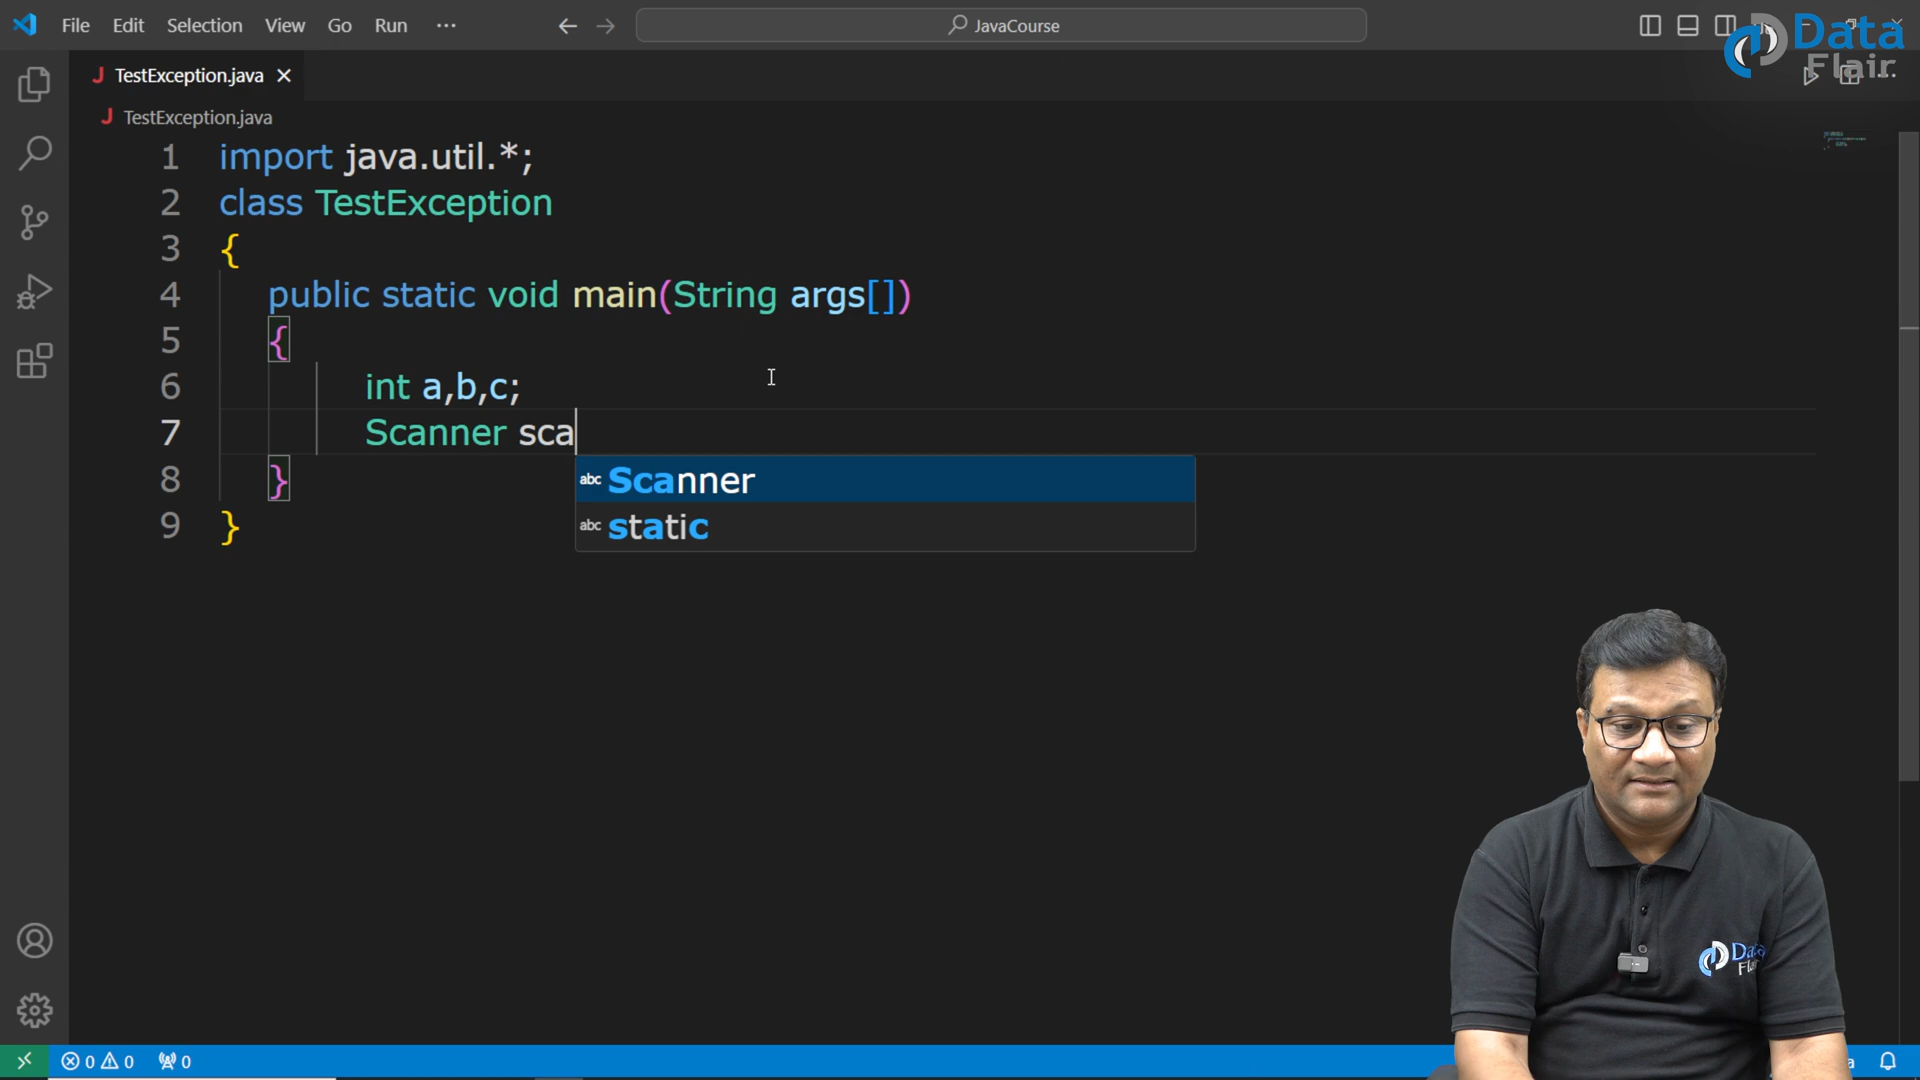 File Edit Selection View Go Run ···
JavaCourse
Data
Flair
J TestException.java
J TestException.java
1 import java.util.*;
2 class TestException
3 {
4 public static void main(String args[])
5 {
6 int a,b,c;
7 Scanner sca
abc Scanner
8 }
abc static
9 }
Data
0 0 0